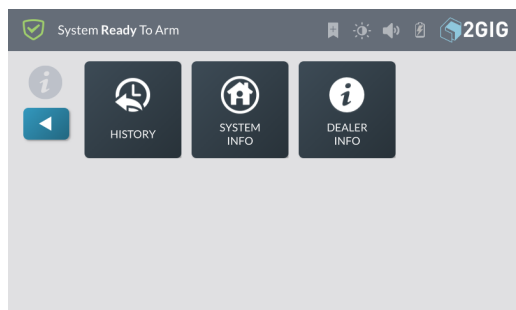 System Ready To Arm
2GIG
HISTORY
SYSTEM
INFO
DEALER
INFO